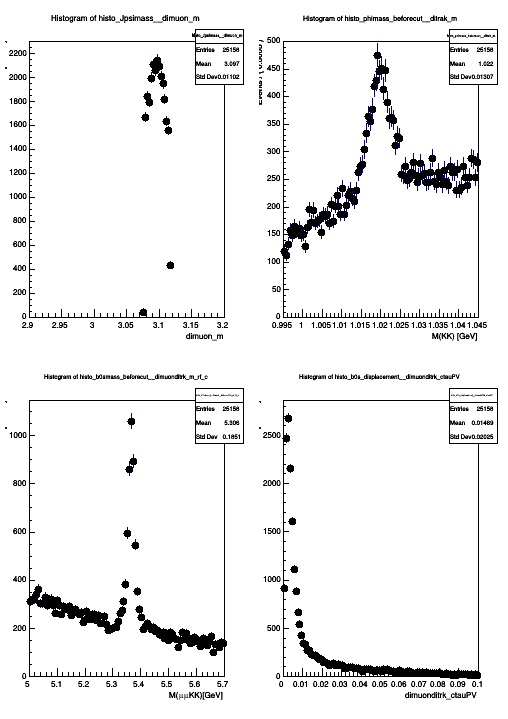 Histogram of histo_Jpsimass__dimuon_m
Entries 25158
Mean 3.097
Std Dev 0.01102
2200
2000
1800
1600
1400
1200
1000
800
600
400
200
0
2.9 2.95 3 3.05 3.1 3.15 3.2
dimuon_m
Histogram of histo_phimass_beforecut__ditrak_m
Entries 25158
Mean 1.022
Std Dev 0.01307
500
450
400
350
300
250
200
150
100
50
0
0.995 1 1.005 1.01 1.015 1.02 1.025 1.03 1.035 1.04 1.045
M(KK) [GeV]
Histogram of histo_b0smass_beforecut__dimuonditrk_m_rf_c
Entries 25158
Mean 5.306
Std Dev 0.1651
1000
800
600
400
200
0
5 5.1 5.2 5.3 5.4 5.5 5.6 5.7
M(μμKK)[GeV]
Histogram of histo_b0s_displacement__dimuonditrk_ctauPV
Entries 25158
Mean 0.01469
Std Dev 0.02025
2500
2000
1500
1000
500
0
0 0.01 0.02 0.03 0.04 0.05 0.06 0.07 0.08 0.09 0.1
dimuonditrk_ctauPV